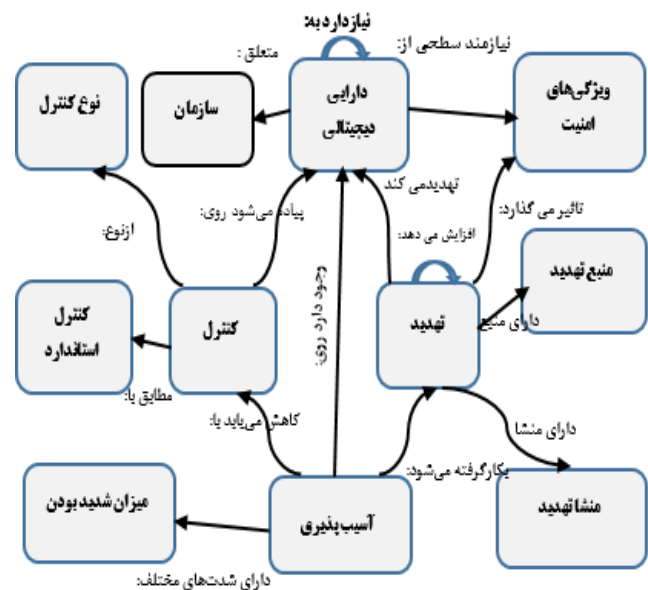 نیاز دارد به:
نیازمند سطحی از:
متعلق :
ویژگی‌های
امنیت
دارایی
دیجیتالی
سازمان
نوع کنترل
تهدیدمی کند
تاثیر می گذارد:
پیاده می‌شود روی:
ازنوع:
افزایش می دهد:
وجود دارد روی:
منبع تهدید
دارای منبع
تهدید
کنترل
کنترل
استاندارد
مطابق با:
کاهش می‌یابد با:
دارای منشا
بکارگرفته می‌شود:
منشا تهدید
آسیب‌پذیری
میزان شدید بودن
دارای شدت‌های مختلف: